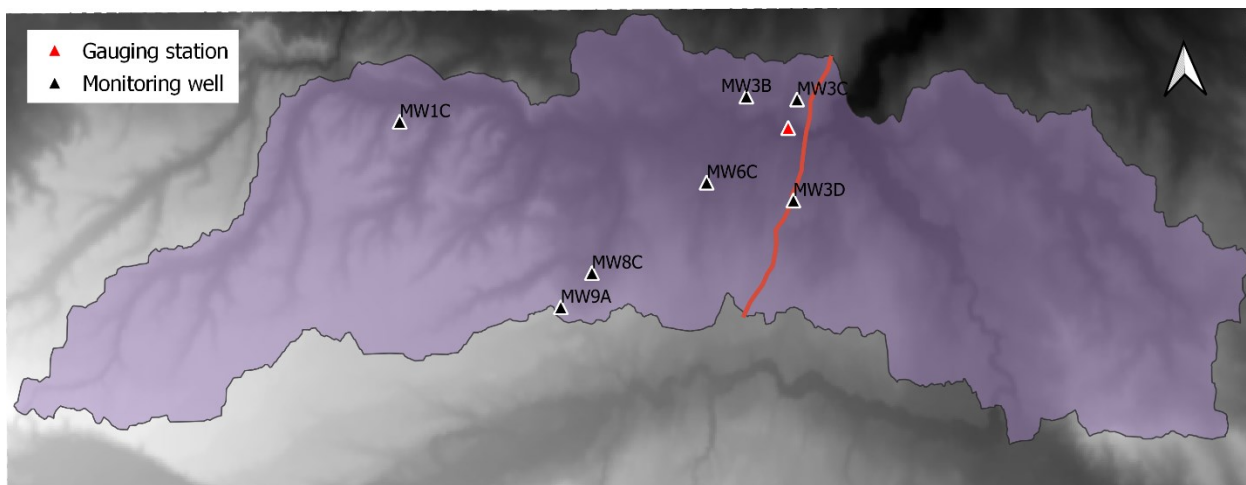 Gauging station
Monitoring well
MW1C
MW3B
MW3C
MW6C
MW3D
MW8C
MW9A